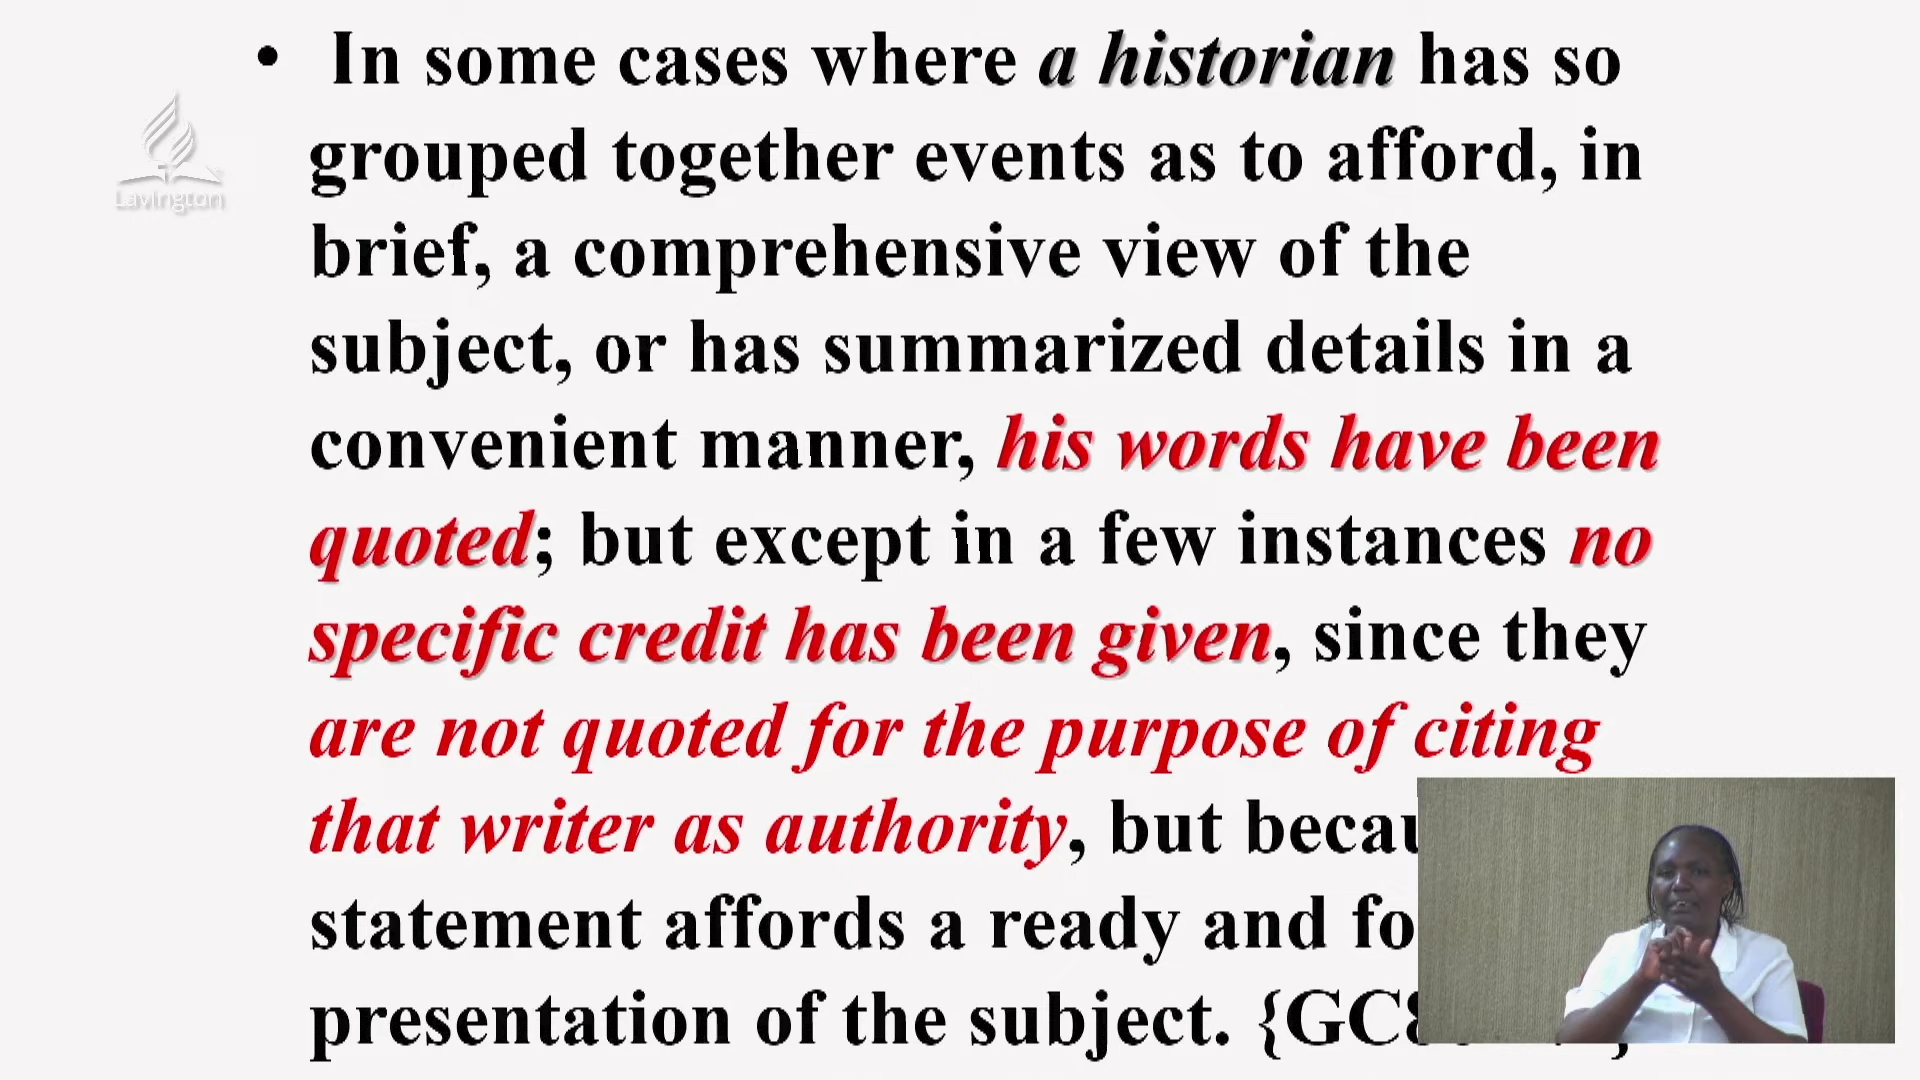 • In some cases where a historian has so
grouped together events as to afford, in
brief, a comprehensive view of the
subject, or has summarized details in a
convenient manner, his words have been
quoted; but except in a few instances no
specific credit has been given, since they
are not quoted for the purpose of citing
that writer as authority, but
statement affords a ready and
presentation of the subject.
Lavington